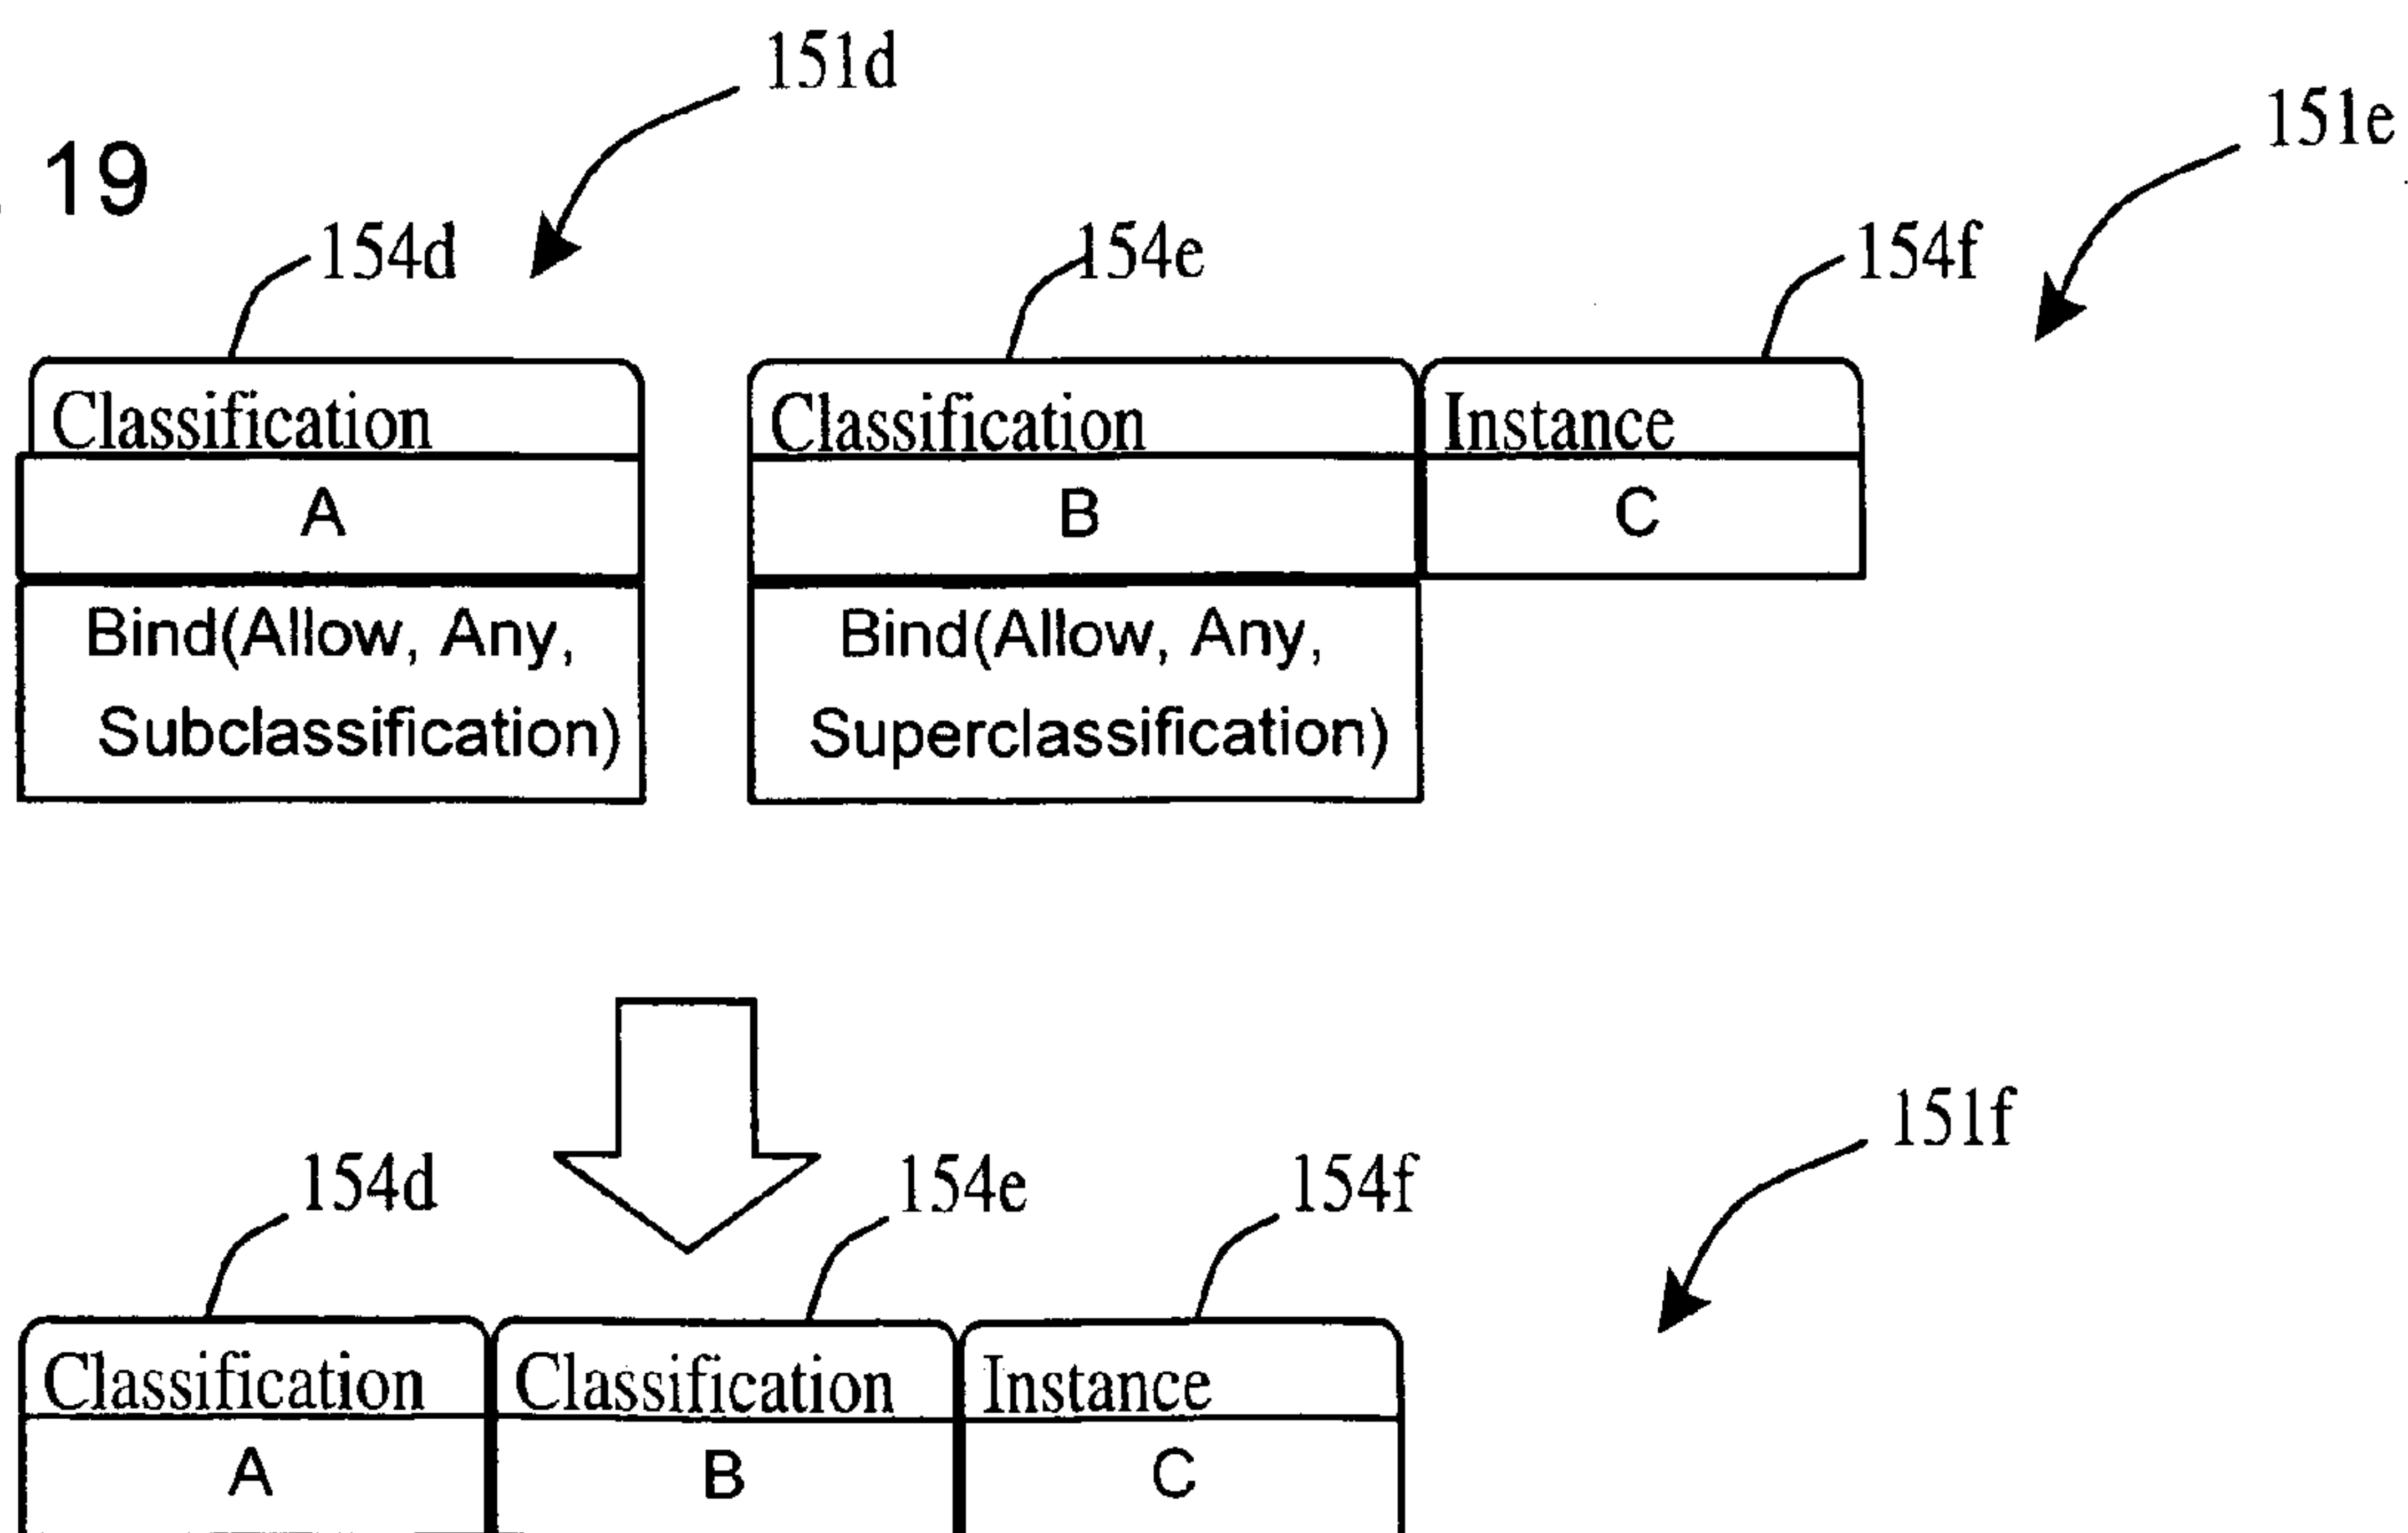 151d
151e
19
154d
154e
154f
Classification
Classification
Instance
A
B
C
Bind(Allow, Any,
Subclassification)
Bind(Allow, Any,
Superclassification)
151f
154d
154e
154f
Classification
Classification
Instance
A
B
C